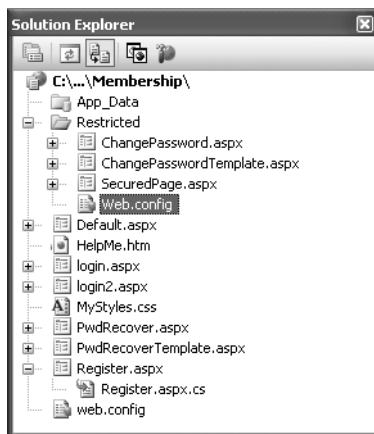 Solution Explorer
C:\...\Membership\
App_Data
Restricted
ChangePassword.aspx
ChangePasswordTemplate.aspx
SecuredPage.aspx
Web.config
Default.aspx
HelpMe.htm
login.aspx
login2.aspx
MyStyles.css
PwdRecover.aspx
PwdRecoverTemplate.aspx
Register.aspx
Register.aspx.cs
web.config